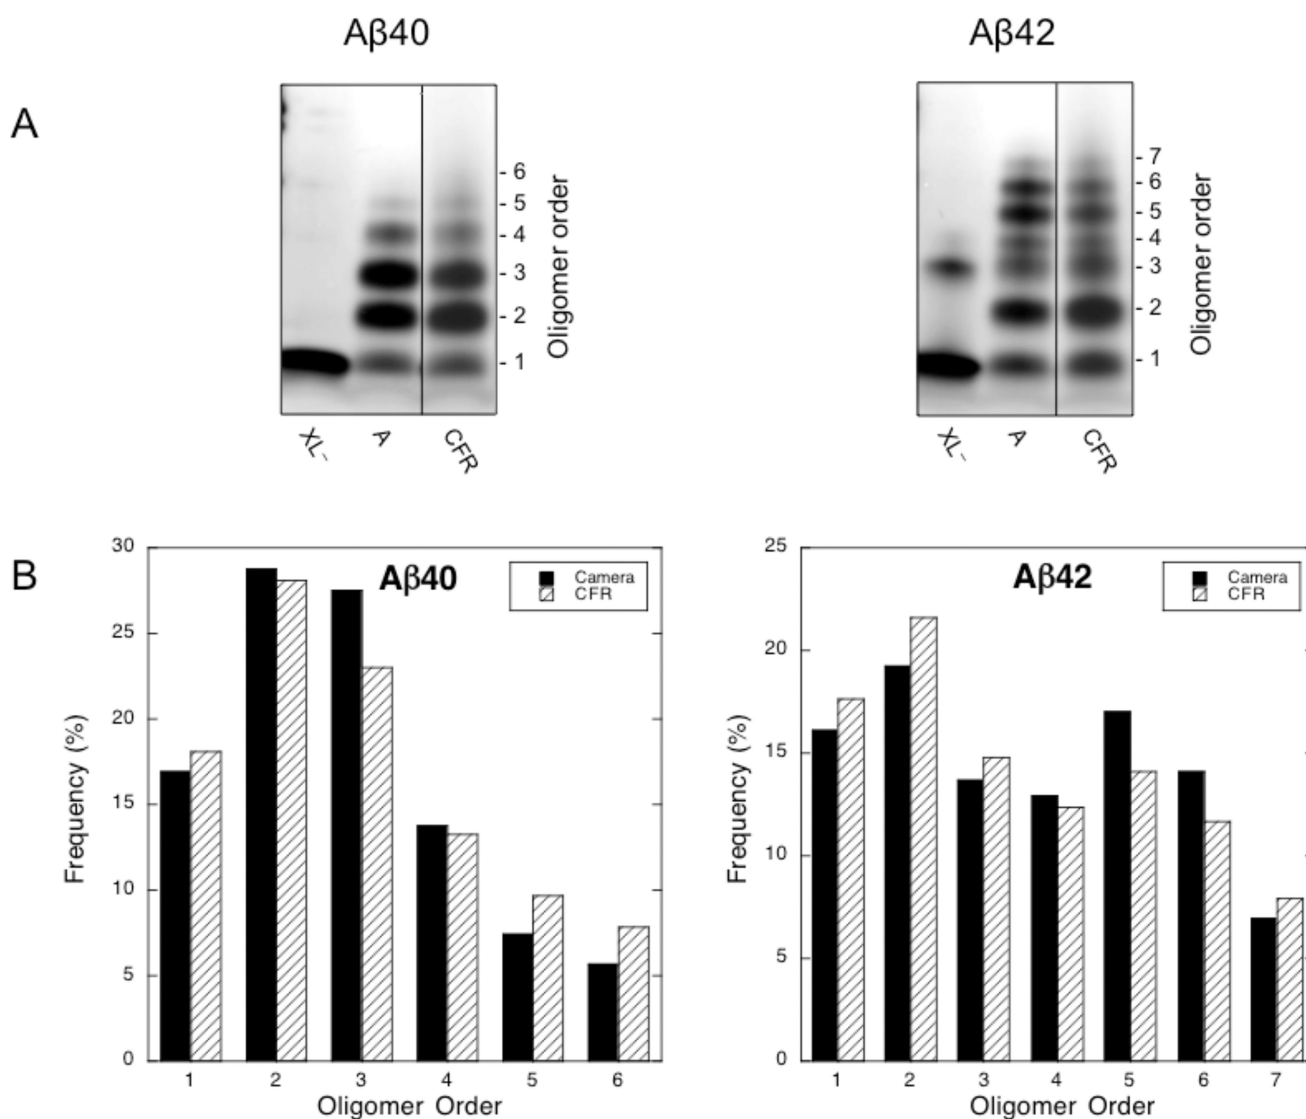 Aβ40
Aβ42
A
- 6
- 5
- 4
- 3
- 2
- 1
Oligomer order
XL-
A
CFR
- 7
- 6
- 5
- 4
- 3
- 2
- 1
Oligomer order
XL-
A
CFR
B
Aβ40
Camera
CFR
30
25
20
15
10
5
0
Frequency (%)
1 2 3 4 5 6
Oligomer Order
Aβ42
Camera
CFR
25
20
15
10
5
0
Frequency (%)
1 2 3 4 5 6 7
Oligomer Order